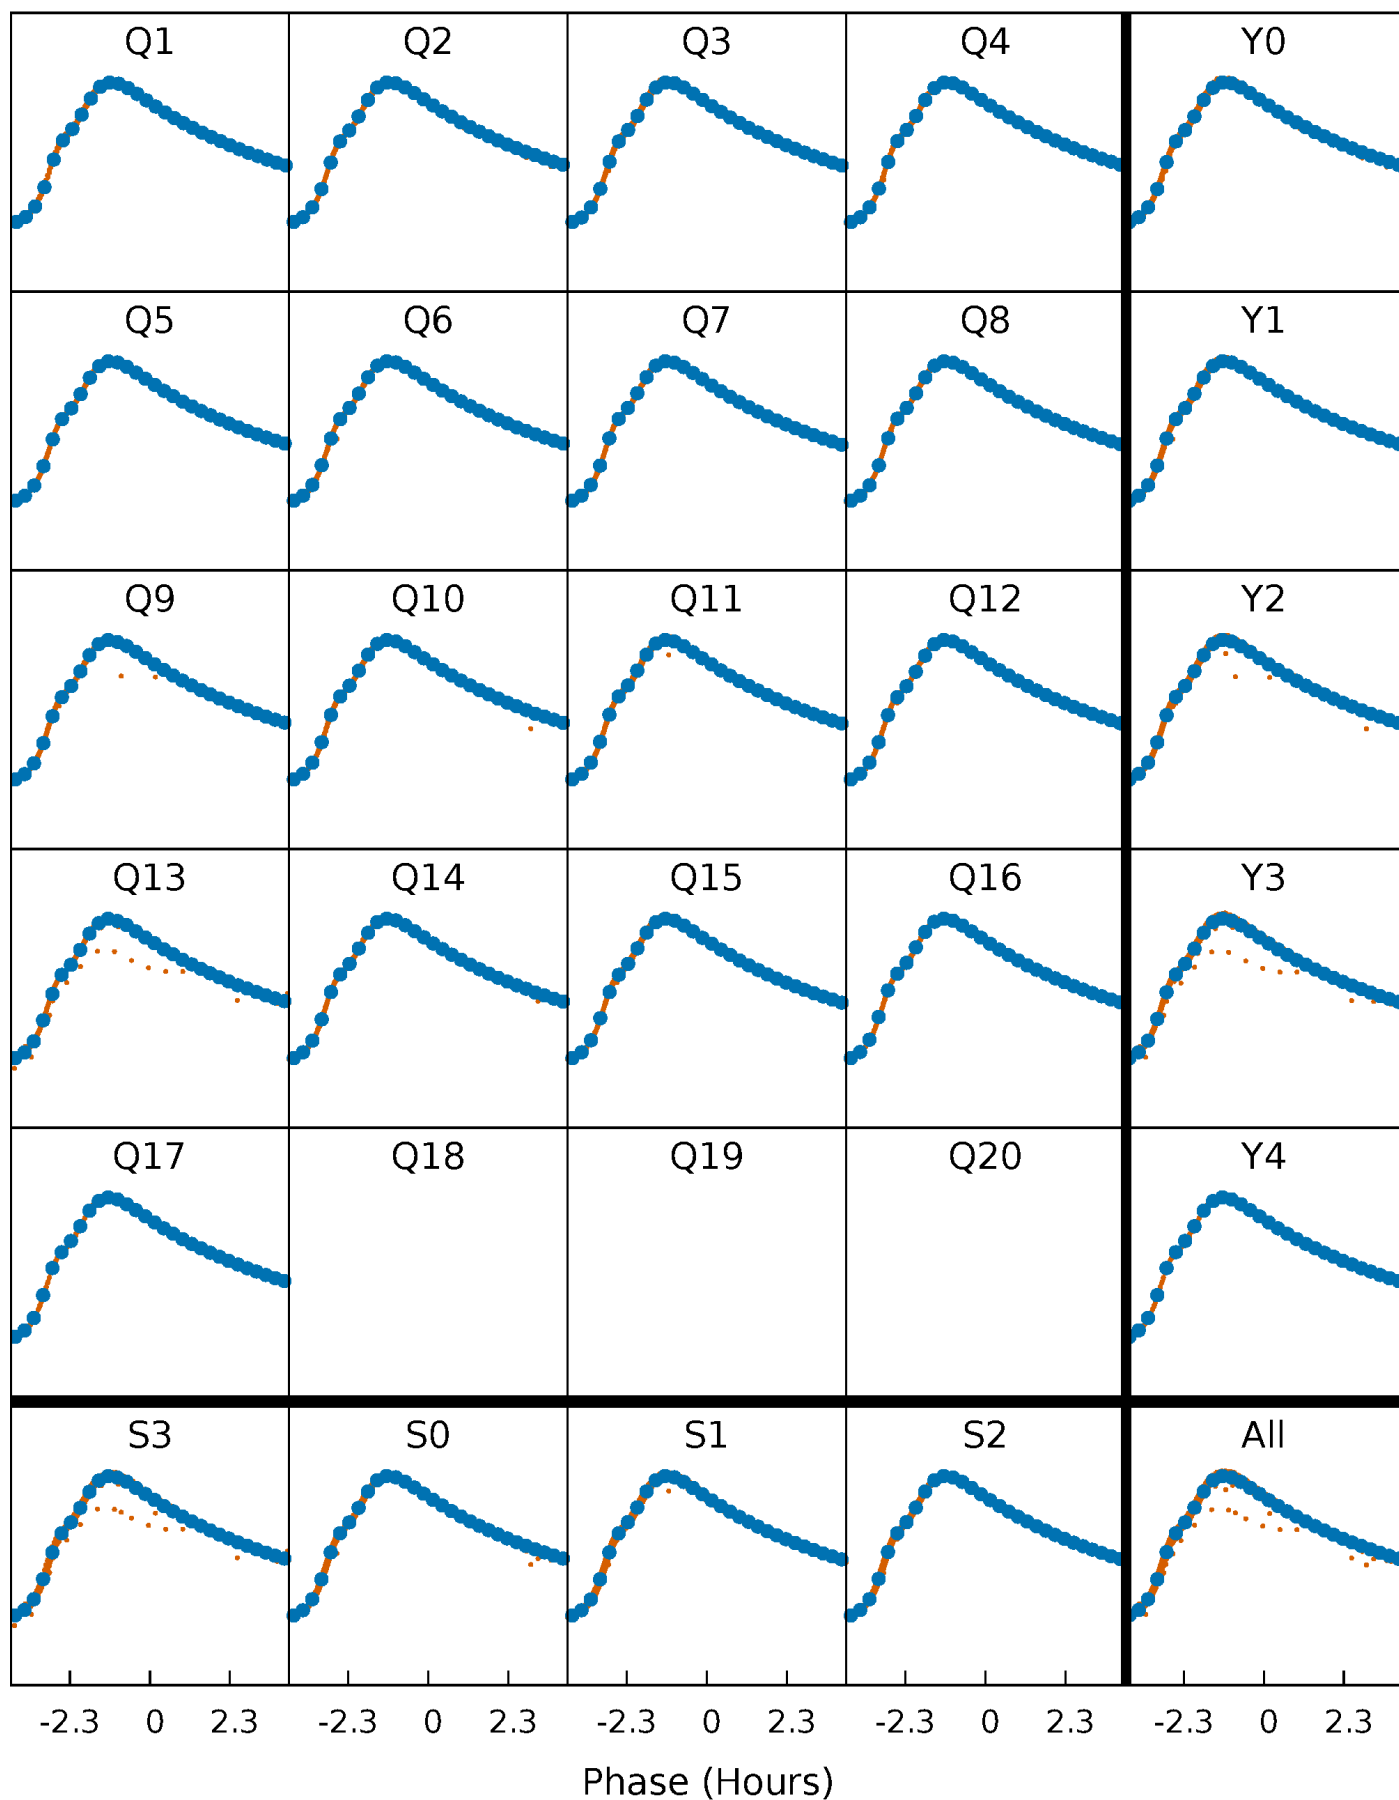 Q1 Q2 Q3 Q4 Y0
Q5 Q6 Q7 Q8 Y1
Q9 Q10 Q11 Q12 Y2
Q13 Q14 Q15 Q16 Y3
Q17 Q18 Q19 Q20 Y4
S3 S0 S1 S2 All
-2.3 0 2.3 -2.3 0 2.3 -2.3 0 2.3 -2.3 0 2.3 -2.3 0 2.3
Phase (Hours)